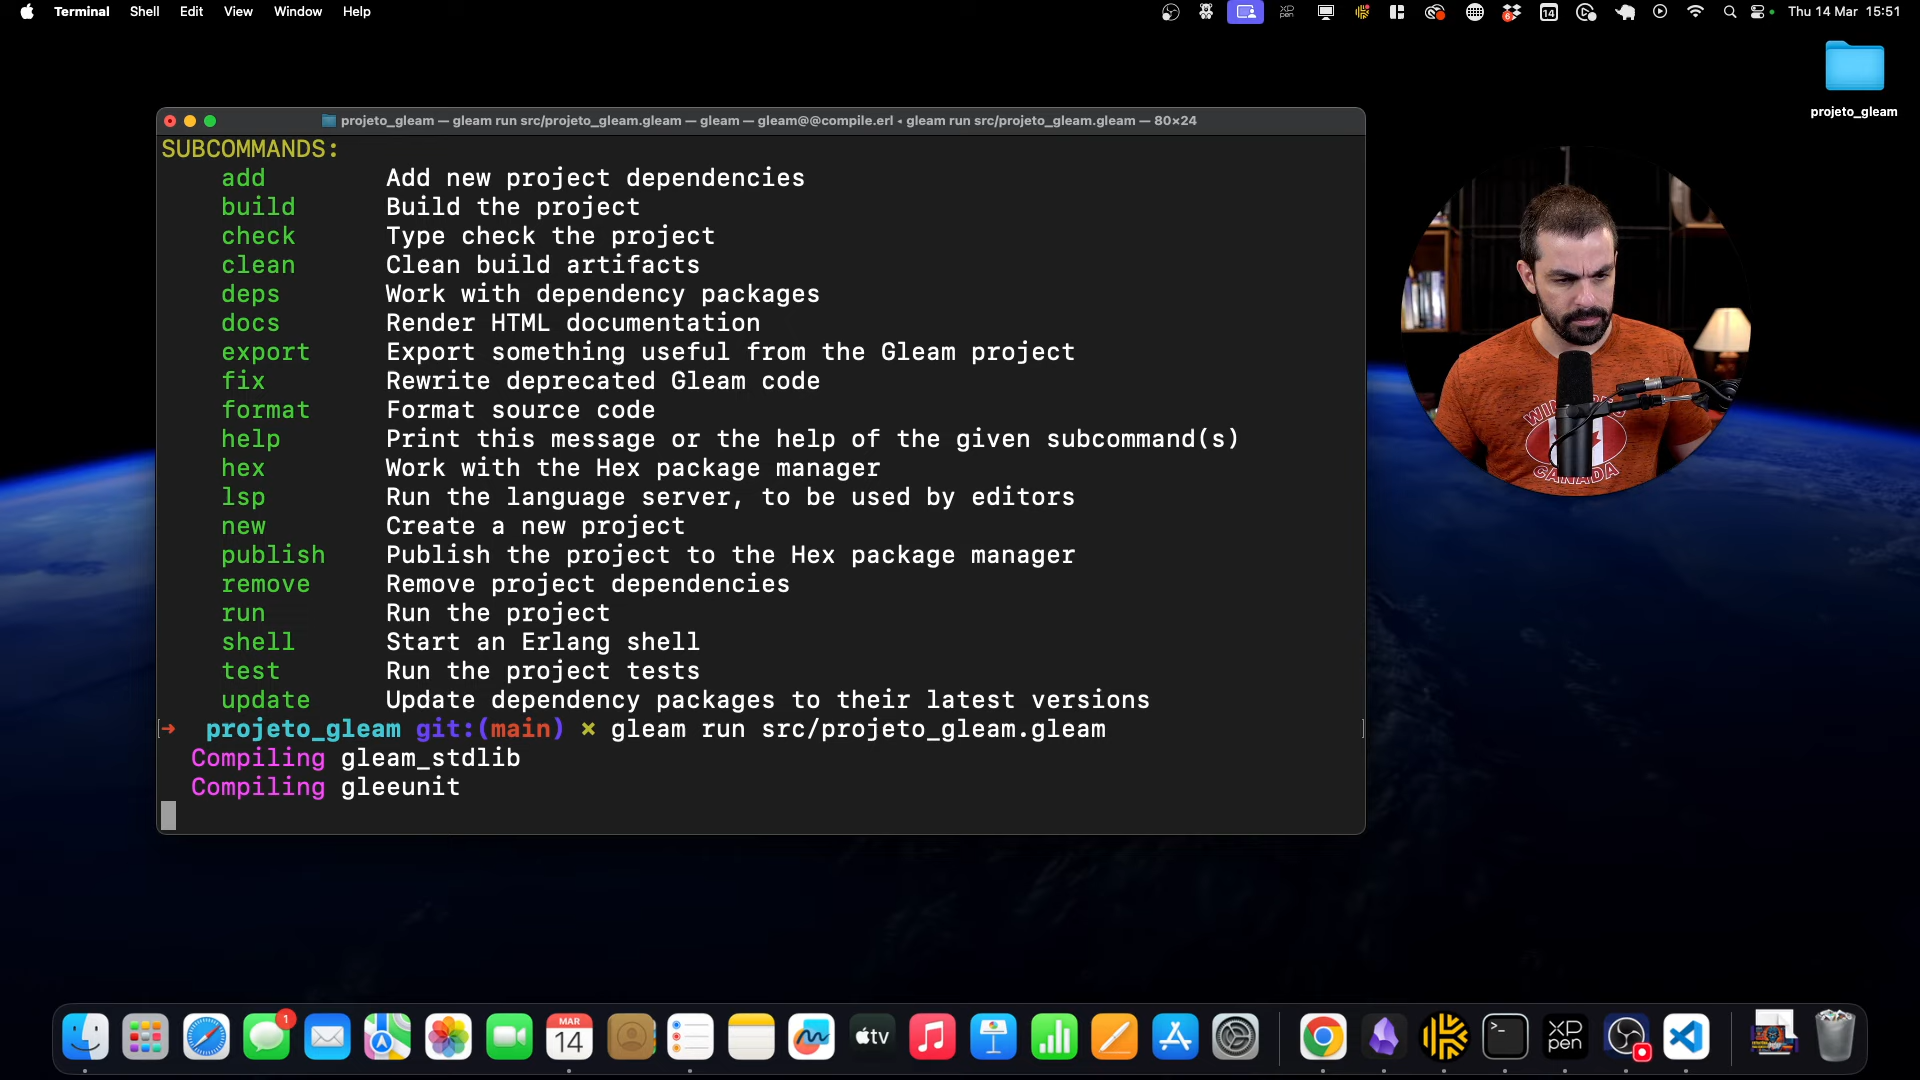 Terminal Shell Edit View Window Help
14
Thu 14 Mar 15:51
projeto_gleam
projeto_gleam — gleam run src/projeto_gleam.gleam — gleam — gleam@@compile.erl ◂ gleam run src/projeto_gleam.gleam — 80×24
SUBCOMMANDS:
add Add new project dependencies
build Build the project
check Type check the project
clean Clean build artifacts
deps Work with dependency packages
docs Render HTML documentation
export Export something useful from the Gleam project
fix Rewrite deprecated Gleam code
format Format source code
help Print this message or the help of the given subcommand(s)
hex Work with the Hex package manager
lsp Run the language server, to be used by editors
new Create a new project
publish Publish the project to the Hex package manager
remove Remove project dependencies
run Run the project
shell Start an Erlang shell
test Run the project tests
update Update dependency packages to their latest versions
➜ projeto_gleam git:(main) × gleam run src/projeto_gleam.gleam
Compiling gleam_stdlib
Compiling gleeunit
CANADA
1
MAR
14
tv
XP
pen